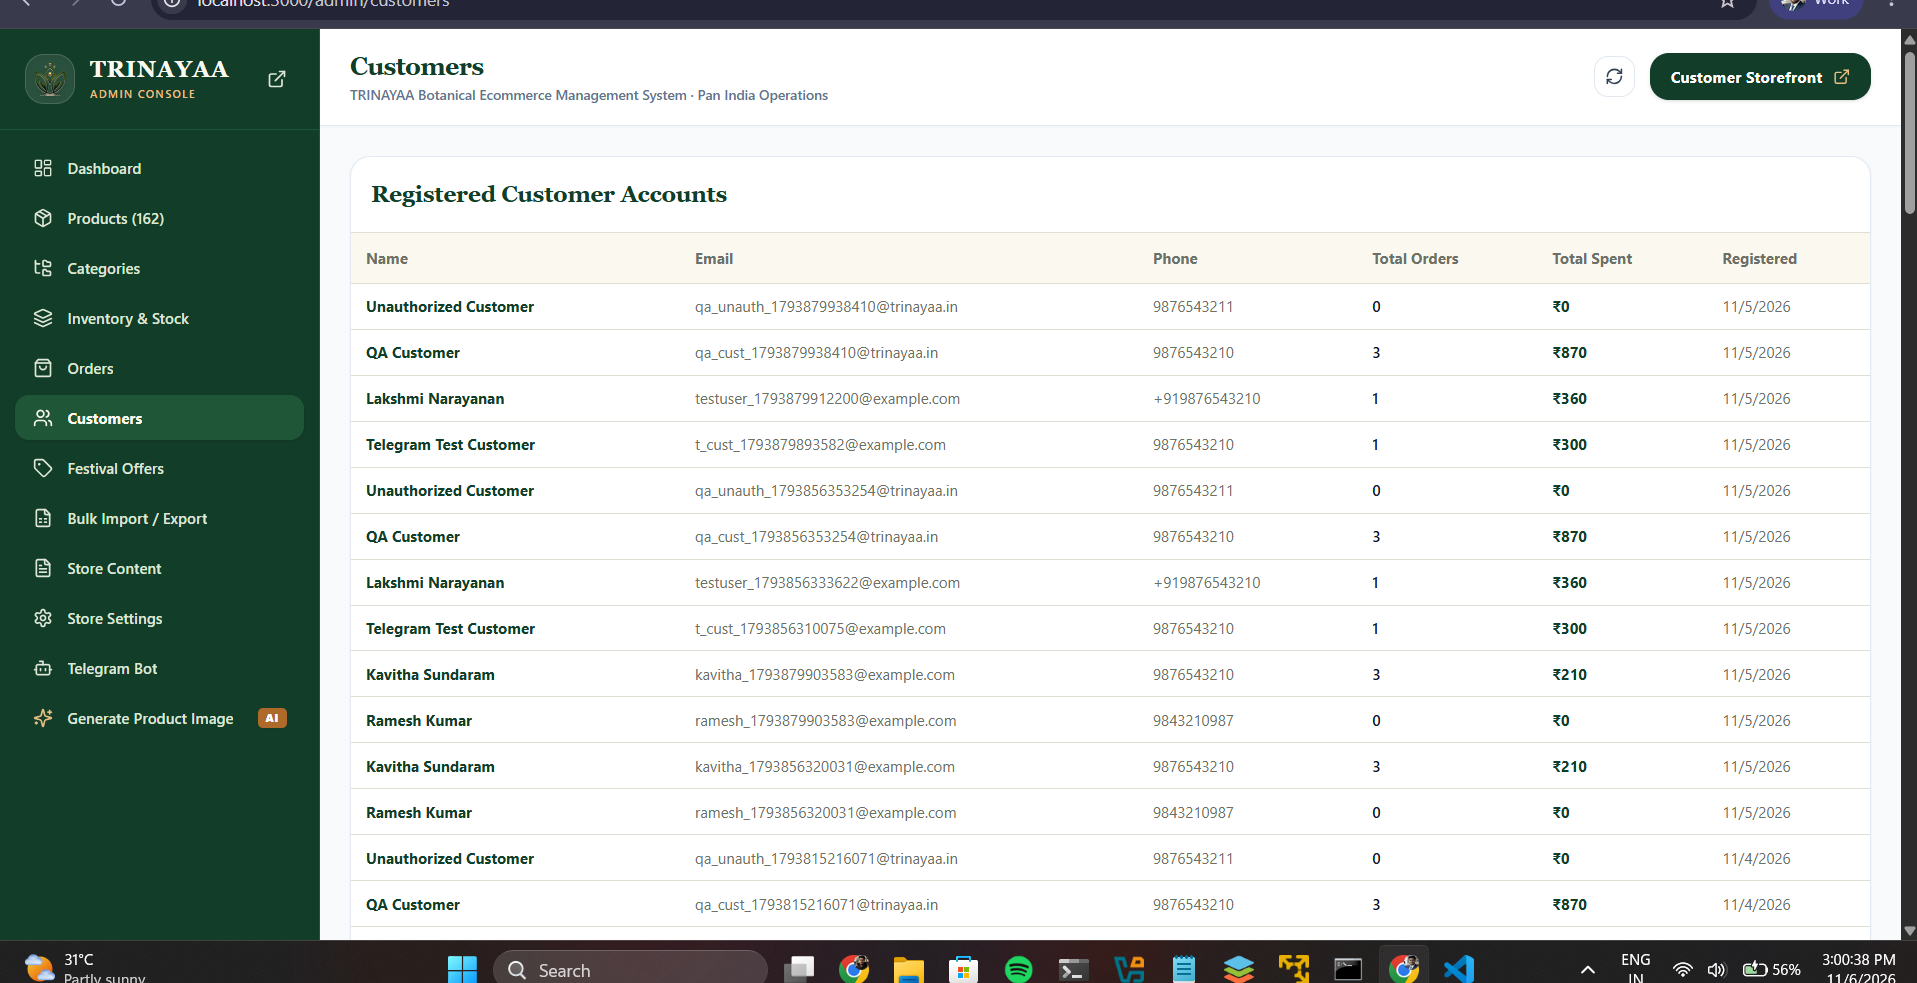 localhost:3000/admin/customers
Work
TRINAYAA
ADMIN CONSOLE
Dashboard
Products (162)
Categories
Inventory & Stock
Orders
Customers
Festival Offers
Bulk Import / Export
Store Content
Store Settings
Telegram Bot
Generate Product Image AI
Customers
TRINAYAA Botanical Ecommerce Management System · Pan India Operations
Customer Storefront
Registered Customer Accounts
Name Email Phone Total Orders Total Spent Registered
Unauthorized Customer qa_unauth_1793879938410@trinayaa.in 9876543211 0 ₹0 11/5/2026
QA Customer qa_cust_1793879938410@trinayaa.in 9876543210 3 ₹870 11/5/2026
Lakshmi Narayanan testuser_1793879912200@example.com +919876543210 1 ₹360 11/5/2026
Telegram Test Customer t_cust_1793879893582@example.com 9876543210 1 ₹300 11/5/2026
Unauthorized Customer qa_unauth_1793856353254@trinayaa.in 9876543211 0 ₹0 11/5/2026
QA Customer qa_cust_1793856353254@trinayaa.in 9876543210 3 ₹870 11/5/2026
Lakshmi Narayanan testuser_1793856333622@example.com +919876543210 1 ₹360 11/5/2026
Telegram Test Customer t_cust_1793856310075@example.com 9876543210 1 ₹300 11/5/2026
Kavitha Sundaram kavitha_1793879903583@example.com 9876543210 3 ₹210 11/5/2026
Ramesh Kumar ramesh_1793879903583@example.com 9843210987 0 ₹0 11/5/2026
Kavitha Sundaram kavitha_1793856320031@example.com 9876543210 3 ₹210 11/5/2026
Ramesh Kumar ramesh_1793856320031@example.com 9843210987 0 ₹0 11/5/2026
Unauthorized Customer qa_unauth_1793815216071@trinayaa.in 9876543211 0 ₹0 11/4/2026
QA Customer qa_cust_1793815216071@trinayaa.in 9876543210 3 ₹870 11/4/2026
31°C
Partly sunny
Search
ENG
IN
56%
3:00:38 PM
11/6/2026